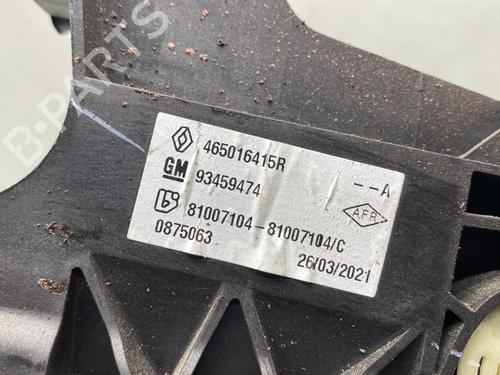 B-PARTS
465016415R
--A
GM 93459474
AFR
81007104-81007104/C
0875063
26/03/2021